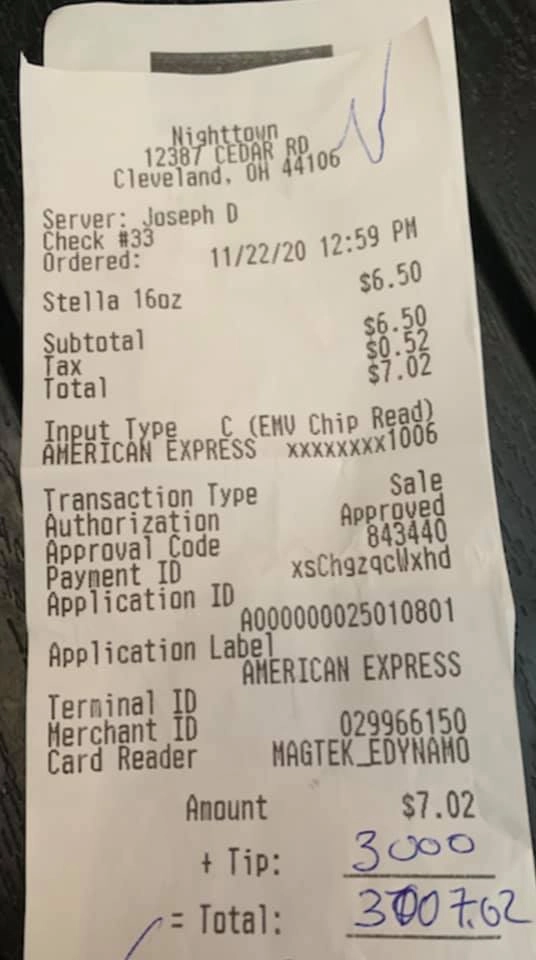 Nighttown
12387 CEDAR RD
Cleveland, OH 44106
Server: Joseph D
Check #33
Ordered: 11/22/20 12:59 PM
Stella 16oz $6.50
Subtotal $6.50
Tax $0.52
Total $7.02
Input Type C (EMV Chip Read)
AMERICAN EXPRESS xxxxxxxx1006
Transaction Type Sale
Authorization Approved
Approval Code 843440
Payment ID xsChgzqcWxhd
Application ID
A000000025010801
Application Label
AMERICAN EXPRESS
Terminal ID
Merchant ID 029966150
Card Reader MAGTEK_EDYNAMO
Amount $7.02
+ Tip: 3000
= Total: 3007.02